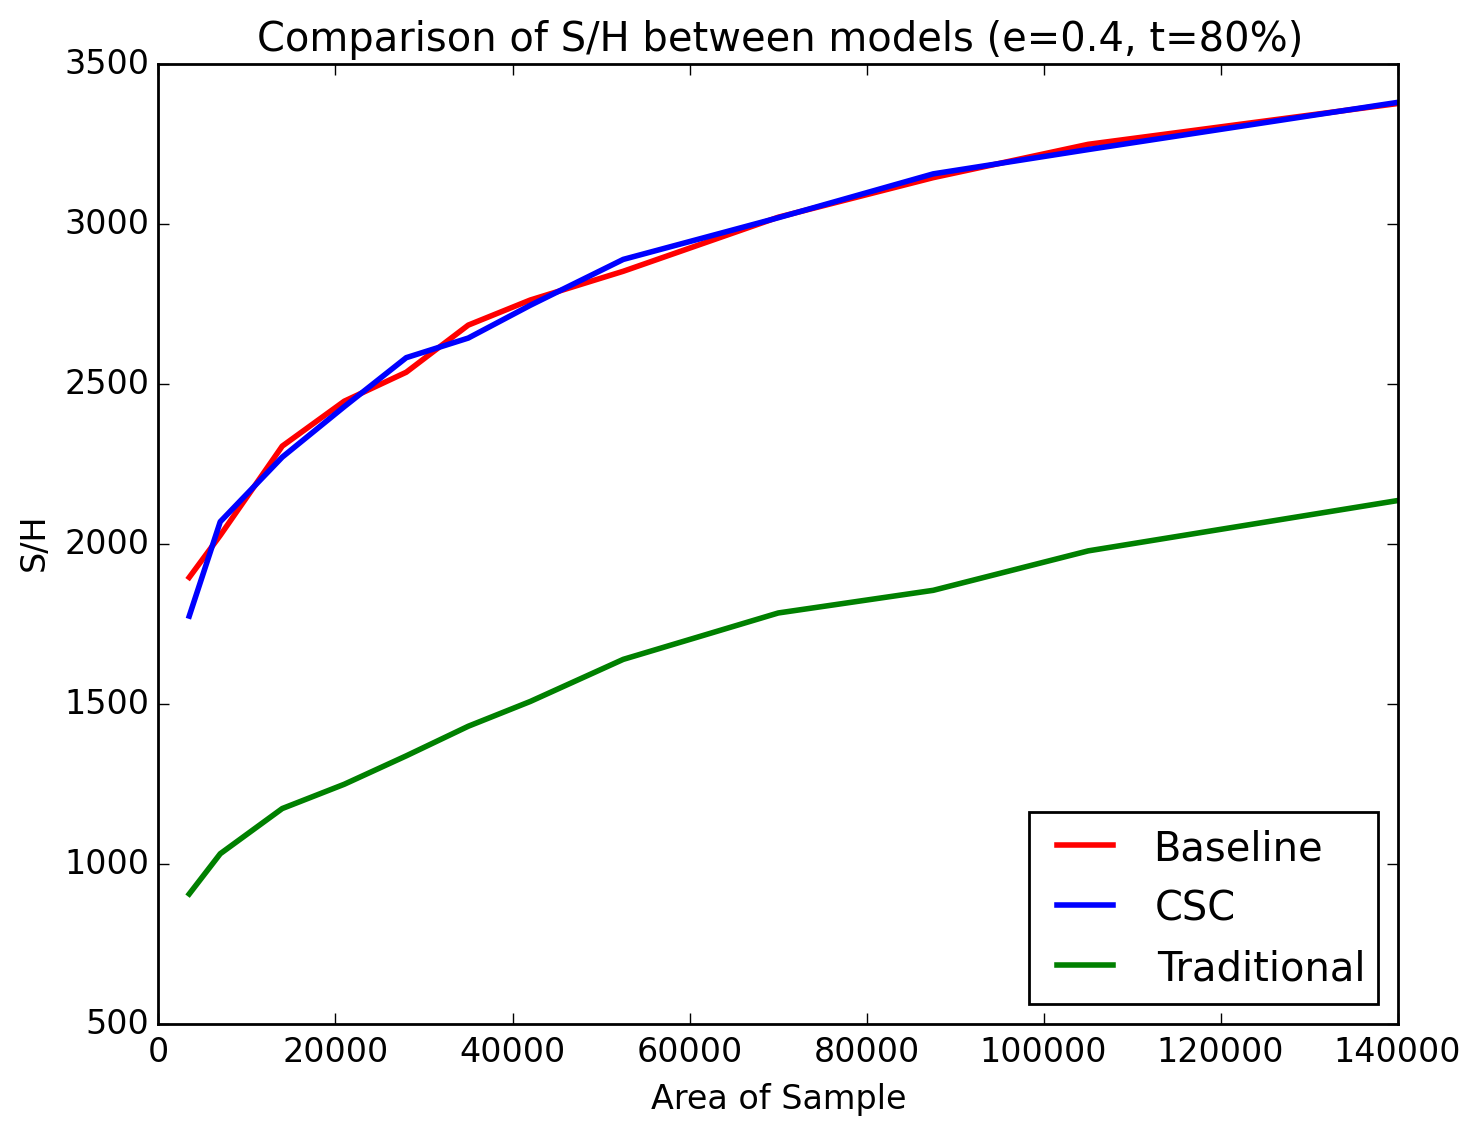 Comparison of S/H between models (e=0.4, t=80%)
3500
3000
2500
2000
1500
1000
500
S/H
0 20000 40000 60000 80000 100000 120000 140000
Area of Sample
Baseline
CSC
Traditional